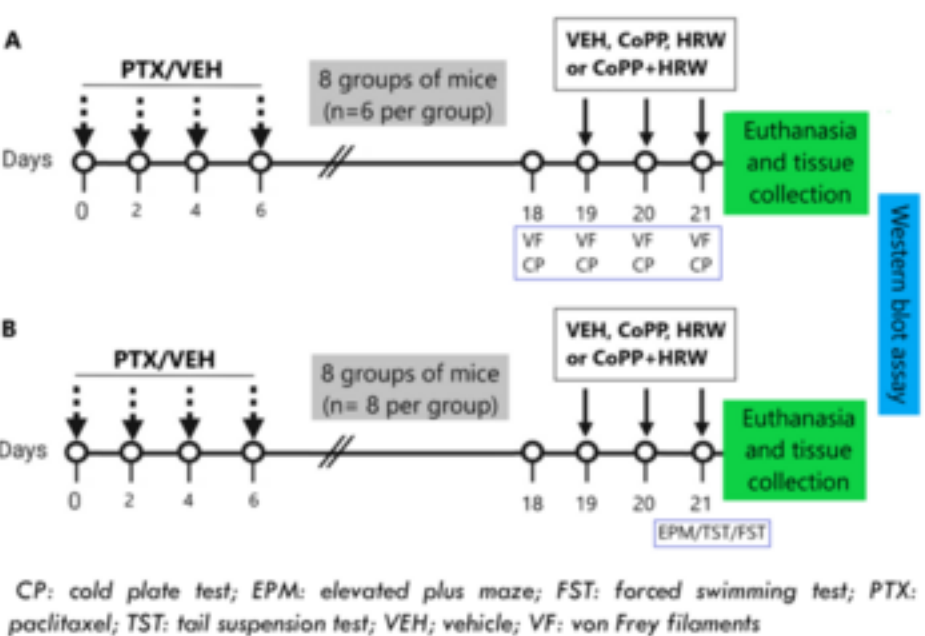 A
PTX/VEH
8 groups of mice
(n=6 per group)
VEH, CoPP, HRW
or CoPP+HRW
Euthanasia
and tissue
collection
Days
0 2 4 6 18 19 20 21
VF VF VF VF
CP CP CP CP
Western blot assay
B
PTX/VEH
8 groups of mice
(n= 8 per group)
VEH, CoPP, HRW
or CoPP+HRW
Euthanasia
and tissue
collection
Days
0 2 4 6 18 19 20 21
EPM/TST/FST
CP: cold plate test; EPM: elevated plus maze; FST: forced swimming test; PTX:
paclitaxel; TST: tail suspension test; VEH; vehicle; VF: von Frey filaments